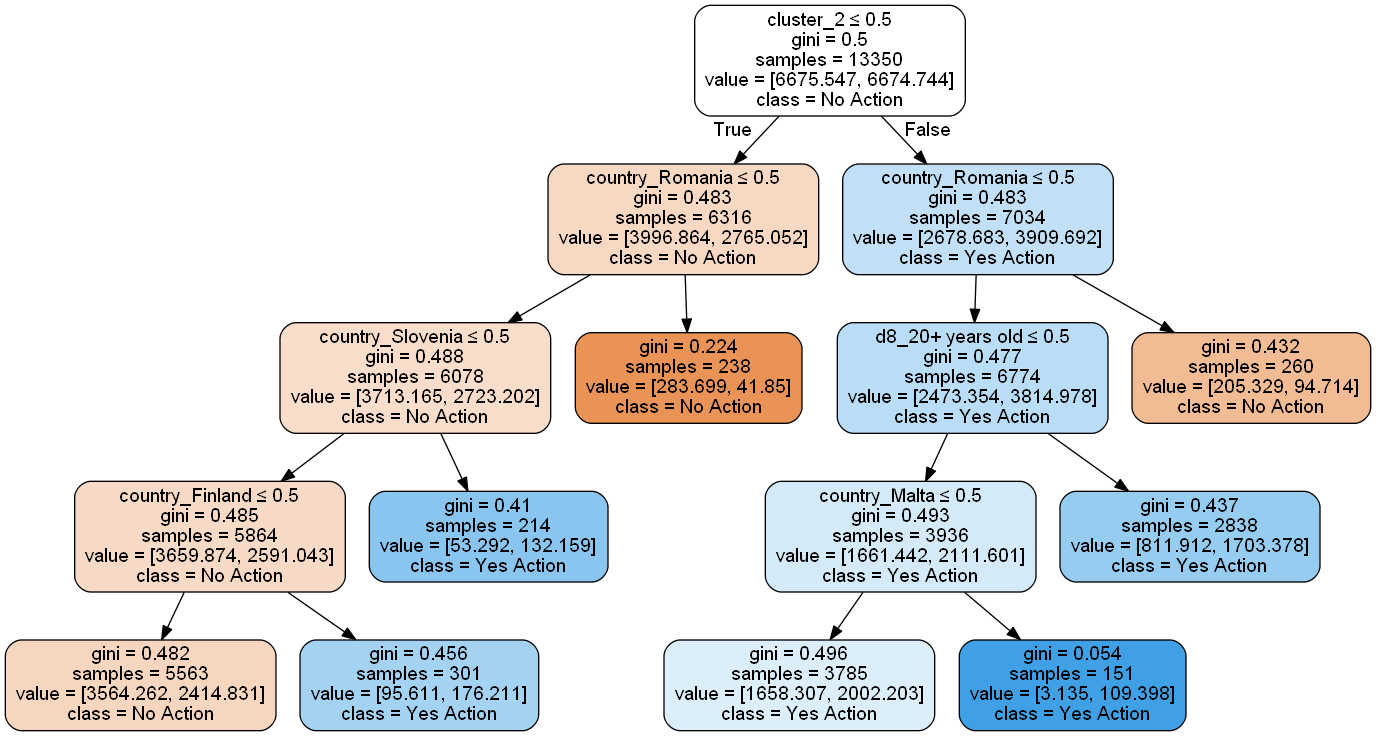 cluster_2 ≤ 0.5
gini = 0.5
samples = 13350
value = [6675.547, 6674.744]
class = No Action
True
False
country_Romania ≤ 0.5
gini = 0.483
samples = 6316
value = [3996.864, 2765.052]
class = No Action
country_Romania ≤ 0.5
gini = 0.483
samples = 7034
value = [2678.683, 3909.692]
class = Yes Action
country_Slovenia ≤ 0.5
gini = 0.488
samples = 6078
value = [3713.165, 2723.202]
class = No Action
gini = 0.224
samples = 238
value = [283.699, 41.85]
class = No Action
d8_20+ years old ≤ 0.5
gini = 0.477
samples = 6774
value = [2473.354, 3814.978]
class = Yes Action
gini = 0.432
samples = 260
value = [205.329, 94.714]
class = No Action
country_Finland ≤ 0.5
gini = 0.485
samples = 5864
value = [3659.874, 2591.043]
class = No Action
gini = 0.41
samples = 214
value = [53.292, 132.159]
class = Yes Action
country_Malta ≤ 0.5
gini = 0.493
samples = 3936
value = [1661.442, 2111.601]
class = Yes Action
gini = 0.437
samples = 2838
value = [811.912, 1703.378]
class = Yes Action
gini = 0.482
samples = 5563
value = [3564.262, 2414.831]
class = No Action
gini = 0.456
samples = 301
value = [95.611, 176.211]
class = Yes Action
gini = 0.496
samples = 3785
value = [1658.307, 2002.203]
class = Yes Action
gini = 0.054
samples = 151
value = [3.135, 109.398]
class = Yes Action